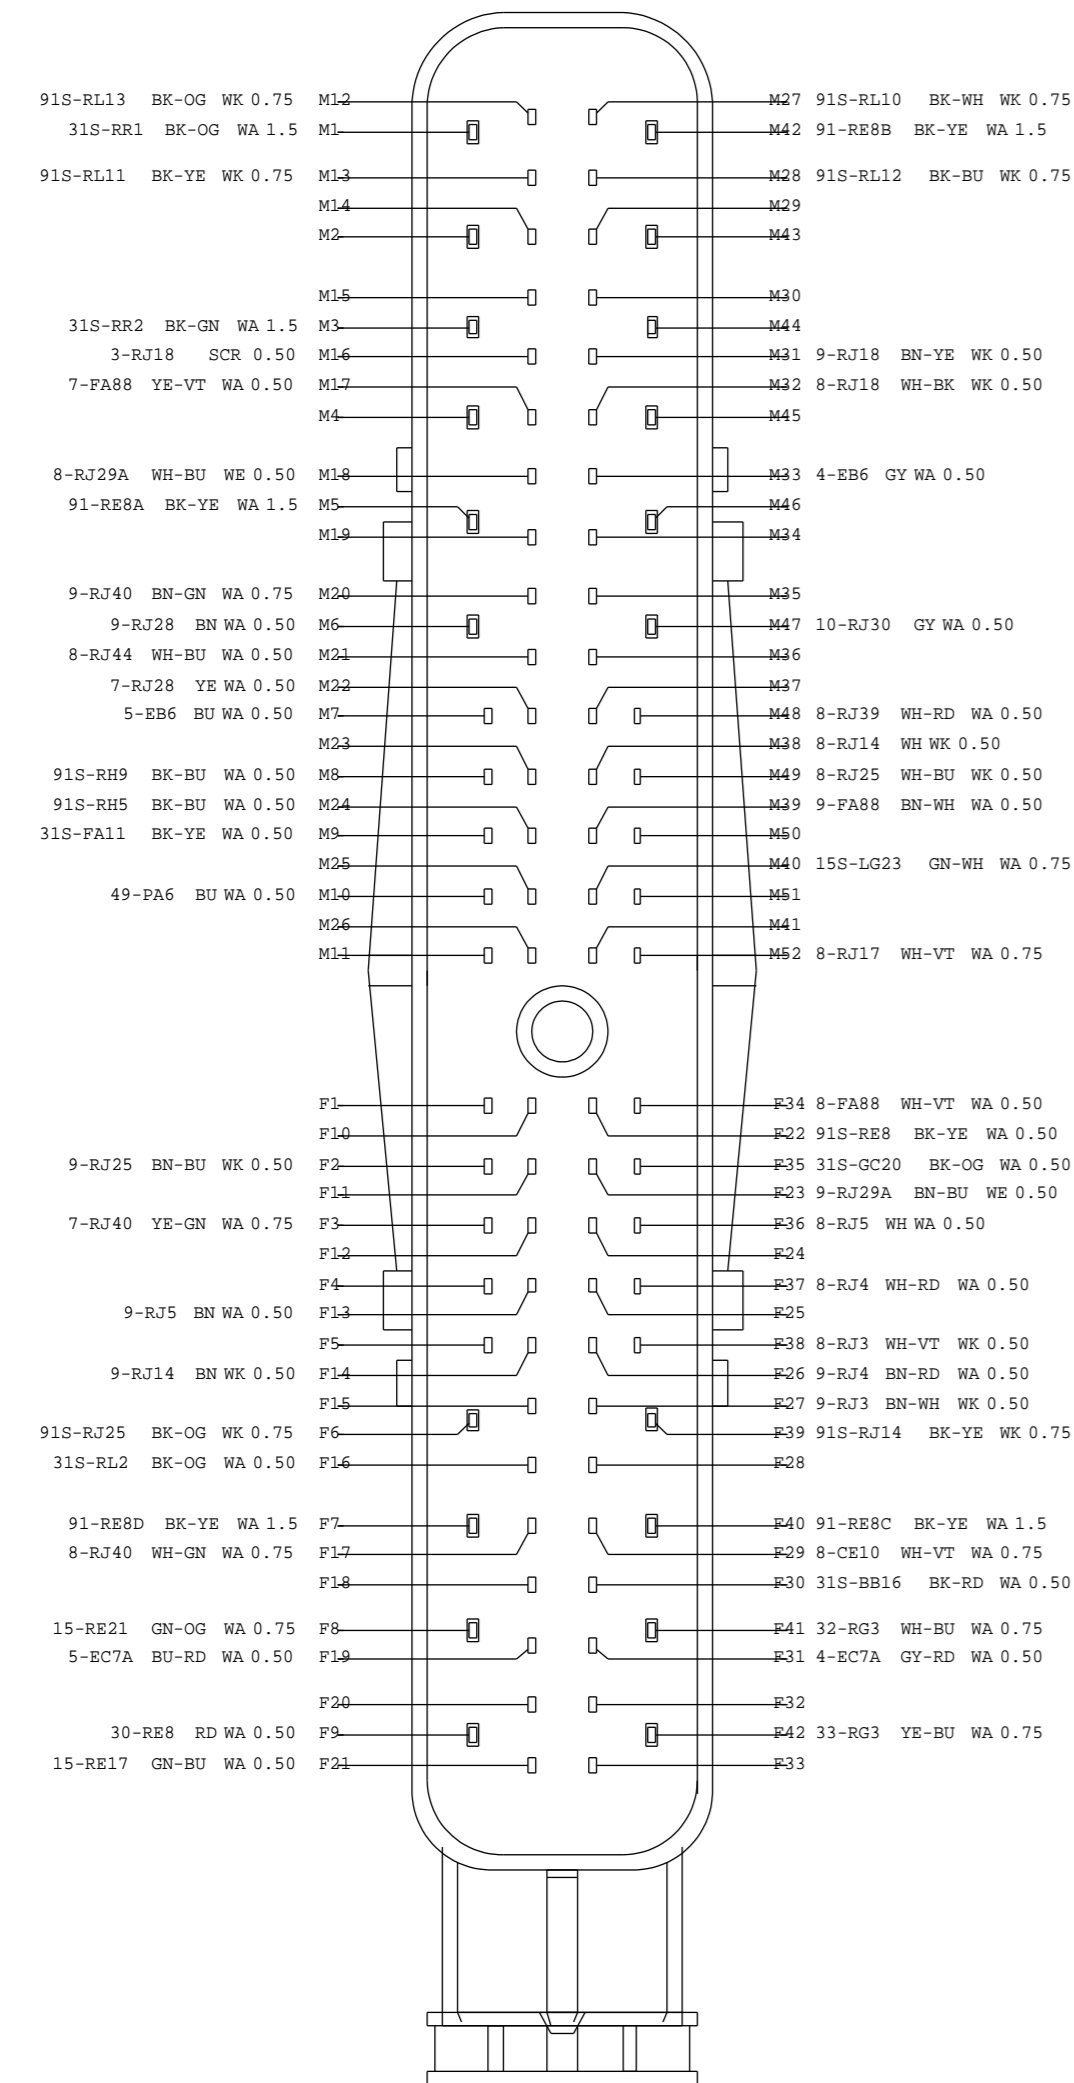 91S-RL13 BK-OG WK 0.75 M12 M27 91S-RL10 BK-WH WK 0.75
31S-RR1 BK-OG WA 1.5 M1 M42 91-RE8B BK-YE WA 1.5
91S-RL11 BK-YE WK 0.75 M13 M28 91S-RL12 BK-BU WK 0.75
M14 M29
M2 M43
M15 M30
31S-RR2 BK-GN WA 1.5 M3 M44
3-RJ18 SCR 0.50 M16 M31 9-RJ18 BN-YE WK 0.50
7-FA88 YE-VT WA 0.50 M17 M32 8-RJ18 WH-BK WK 0.50
M4 M45
8-RJ29A WH-BU WE 0.50 M18 M33 4-EB6 GY WA 0.50
91-RE8A BK-YE WA 1.5 M5 M46
M19 M34
9-RJ40 BN-GN WA 0.75 M20 M35
9-RJ28 BN WA 0.50 M6 M47 10-RJ30 GY WA 0.50
8-RJ44 WH-BU WA 0.50 M21 M36
7-RJ28 YE WA 0.50 M22 M37
5-EB6 BU WA 0.50 M7 M48 8-RJ39 WH-RD WA 0.50
M23 M38 8-RJ14 WH WK 0.50
91S-RH9 BK-BU WA 0.50 M8 M49 8-RJ25 WH-BU WK 0.50
91S-RH5 BK-BU WA 0.50 M24 M39 9-FA88 BN-WH WA 0.50
31S-FA11 BK-YE WA 0.50 M9 M50
M25 M40 15S-LG23 GN-WH WA 0.75
49-PA6 BU WA 0.50 M10 M51
M26 M41
M11 M52 8-RJ17 WH-VT WA 0.75
F1 F34 8-FA88 WH-VT WA 0.50
F10 F22 91S-RE8 BK-YE WA 0.50
9-RJ25 BN-BU WK 0.50 F2 F35 31S-GC20 BK-OG WA 0.50
F11 F23 9-RJ29A BN-BU WE 0.50
7-RJ40 YE-GN WA 0.75 F3 F36 8-RJ5 WH WA 0.50
F12 F24
F4 F37 8-RJ4 WH-RD WA 0.50
9-RJ5 BN WA 0.50 F13 F25
F5 F38 8-RJ3 WH-VT WK 0.50
9-RJ14 BN WK 0.50 F14 F26 9-RJ4 BN-RD WA 0.50
F15 F27 9-RJ3 BN-WH WK 0.50
91S-RJ25 BK-OG WK 0.75 F6 F39 91S-RJ14 BK-YE WK 0.75
31S-RL2 BK-OG WA 0.50 F16 F28
91-RE8D BK-YE WA 1.5 F7 F40 91-RE8C BK-YE WA 1.5
8-RJ40 WH-GN WA 0.75 F17 F29 8-CE10 WH-VT WA 0.75
F18 F30 31S-BB16 BK-RD WA 0.50
15-RE21 GN-OG WA 0.75 F8 F41 32-RG3 WH-BU WA 0.75
5-EC7A BU-RD WA 0.50 F19 F31 4-EC7A GY-RD WA 0.50
F20 F32
30-RE8 RD WA 0.50 F9 F42 33-RG3 YE-BU WA 0.75
15-RE17 GN-BU WA 0.50 F21 F33